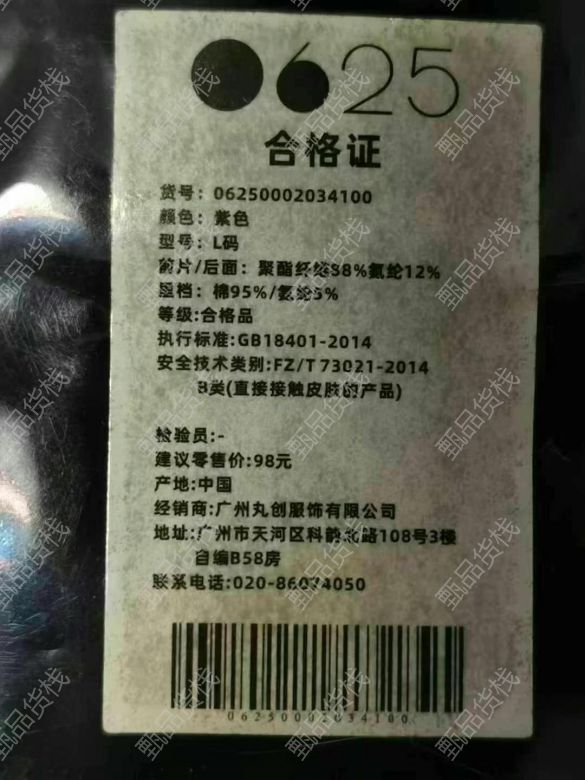 0625
合格证
货号：06250002034100
颜色：紫色
型号：L码
前片/后面：聚酯纤维88%氨纶12%
底档：棉95%/氨纶5%
等级:合格品
执行标准:GB18401-2014
安全技术类别:FZ/T73021-2014
B类(直接接触皮肤的产品)
检验员:-
建议零售价:98元
产地:中国
经销商:广州丸创服饰有限公司
地址:广州市天河区科韵北路108号3楼
自编B58房
联系电话:020-86074050
06250002034100
甄品货栈